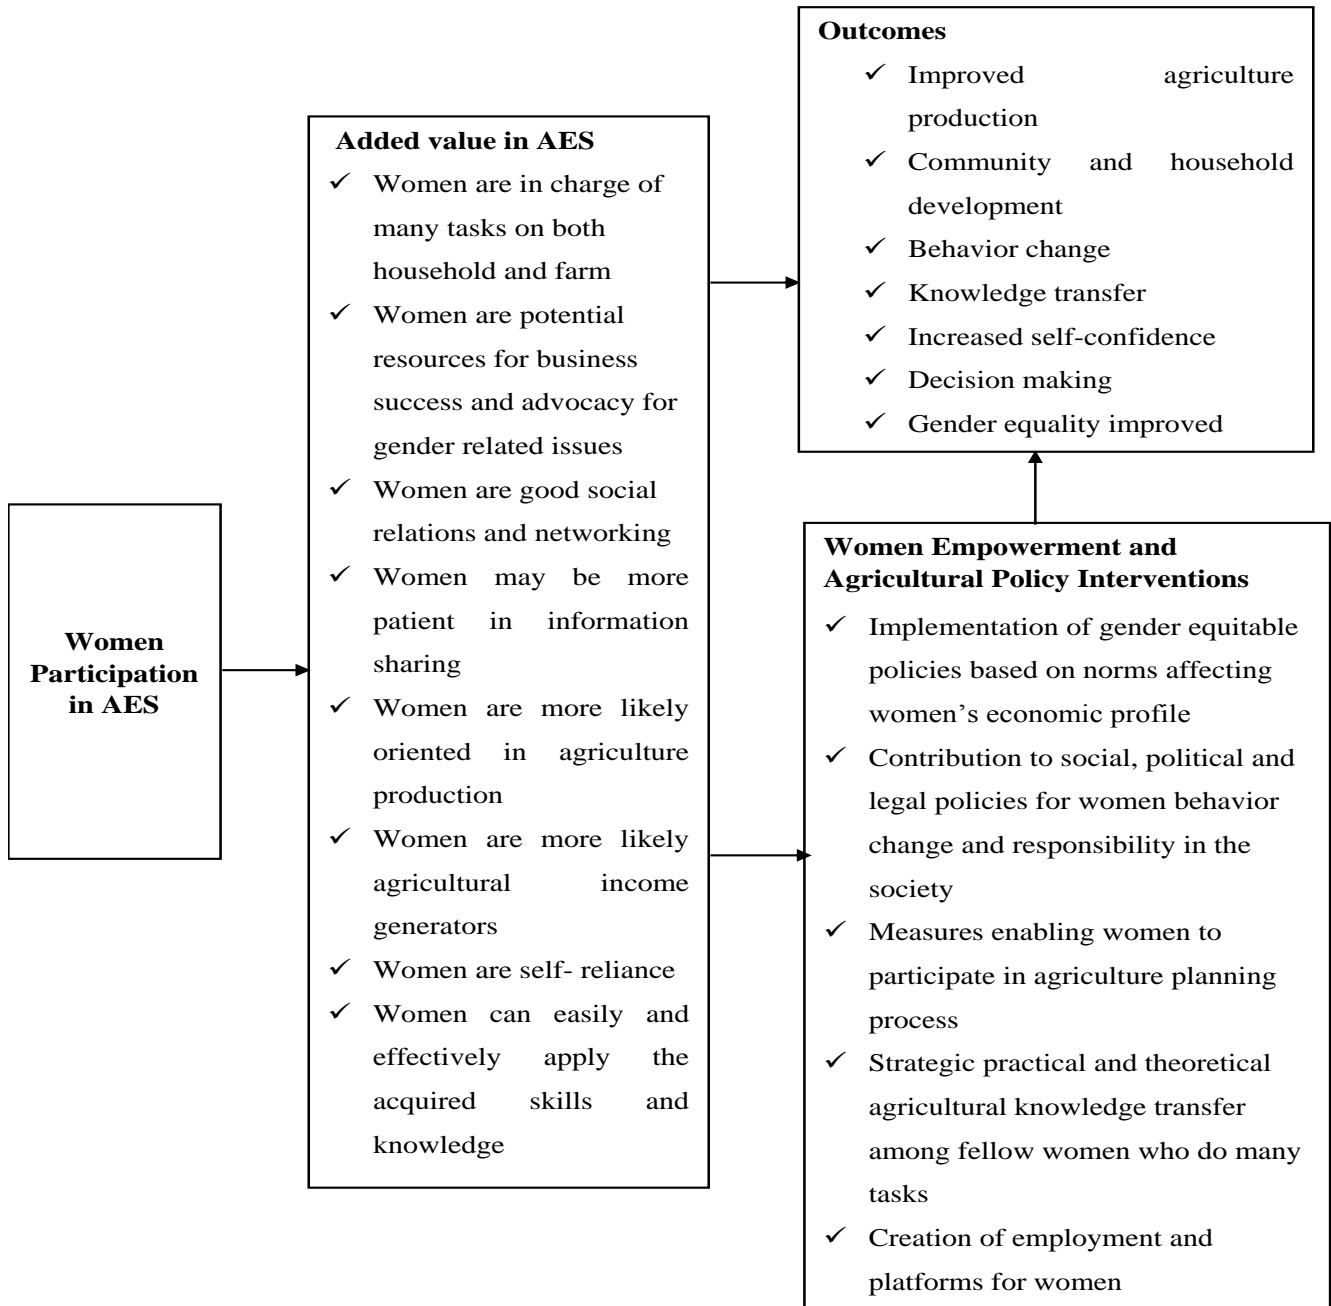 Women
Participation
in AES
Added value in AES
✓ Women are in charge of
many tasks on both
household and farm
✓ Women are potential
resources for business
success and advocacy for
gender related issues
✓ Women are good social
relations and networking
✓ Women may be more
patient in information
sharing
✓ Women are more likely
oriented in agriculture
production
✓ Women are more likely
agricultural income
generators
✓ Women are self- reliance
✓ Women can easily and
effectively apply the
acquired skills and
knowledge
Outcomes
✓ Improved agriculture
production
✓ Community and household
development
✓ Behavior change
✓ Knowledge transfer
✓ Increased self-confidence
✓ Decision making
✓ Gender equality improved
Women Empowerment and
Agricultural Policy Interventions
✓ Implementation of gender equitable
policies based on norms affecting
women’s economic profile
✓ Contribution to social, political and
legal policies for women behavior
change and responsibility in the
society
✓ Measures enabling women to
participate in agriculture planning
process
✓ Strategic practical and theoretical
agricultural knowledge transfer
among fellow women who do many
tasks
✓ Creation of employment and
platforms for women